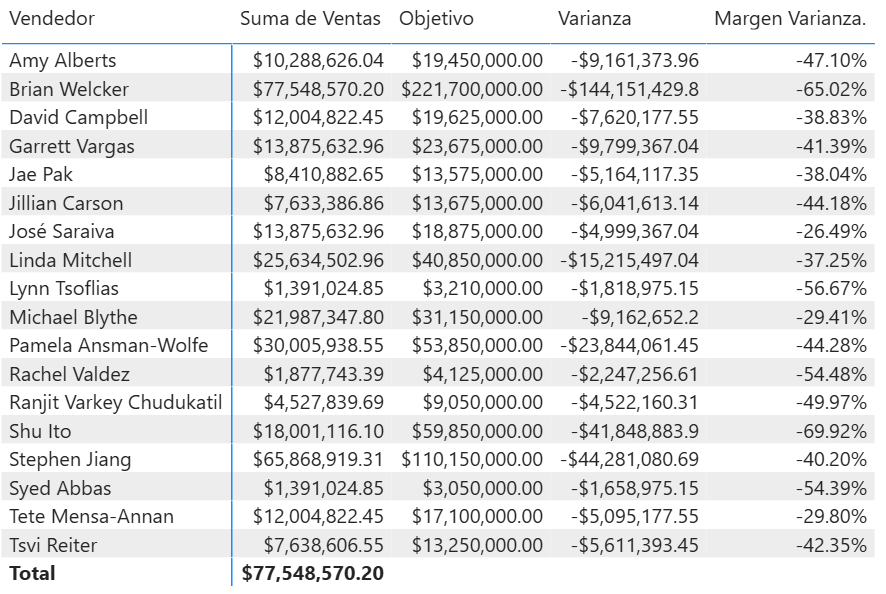 Vendedor Suma de Ventas Objetivo Varianza Margen Varianza.
Amy Alberts $10,288,626.04 $19,450,000.00 -$9,161,373.96 -47.10%
Brian Welcker $77,548,570.20 $221,700,000.00 -$144,151,429.8 -65.02%
David Campbell $12,004,822.45 $19,625,000.00 -$7,620,177.55 -38.83%
Garrett Vargas $13,875,632.96 $23,675,000.00 -$9,799,367.04 -41.39%
Jae Pak $8,410,882.65 $13,575,000.00 -$5,164,117.35 -38.04%
Jillian Carson $7,633,386.86 $13,675,000.00 -$6,041,613.14 -44.18%
José Saraiva $13,875,632.96 $18,875,000.00 -$4,999,367.04 -26.49%
Linda Mitchell $25,634,502.96 $40,850,000.00 -$15,215,497.04 -37.25%
Lynn Tsoflias $1,391,024.85 $3,210,000.00 -$1,818,975.15 -56.67%
Michael Blythe $21,987,347.80 $31,150,000.00 -$9,162,652.2 -29.41%
Pamela Ansman-Wolfe $30,005,938.55 $53,850,000.00 -$23,844,061.45 -44.28%
Rachel Valdez $1,877,743.39 $4,125,000.00 -$2,247,256.61 -54.48%
Ranjit Varkey Chudukatil $4,527,839.69 $9,050,000.00 -$4,522,160.31 -49.97%
Shu Ito $18,001,116.10 $59,850,000.00 -$41,848,883.9 -69.92%
Stephen Jiang $65,868,919.31 $110,150,000.00 -$44,281,080.69 -40.20%
Syed Abbas $1,391,024.85 $3,050,000.00 -$1,658,975.15 -54.39%
Tete Mensa-Annan $12,004,822.45 $17,100,000.00 -$5,095,177.55 -29.80%
Tsvi Reiter $7,638,606.55 $13,250,000.00 -$5,611,393.45 -42.35%
Total $77,548,570.20